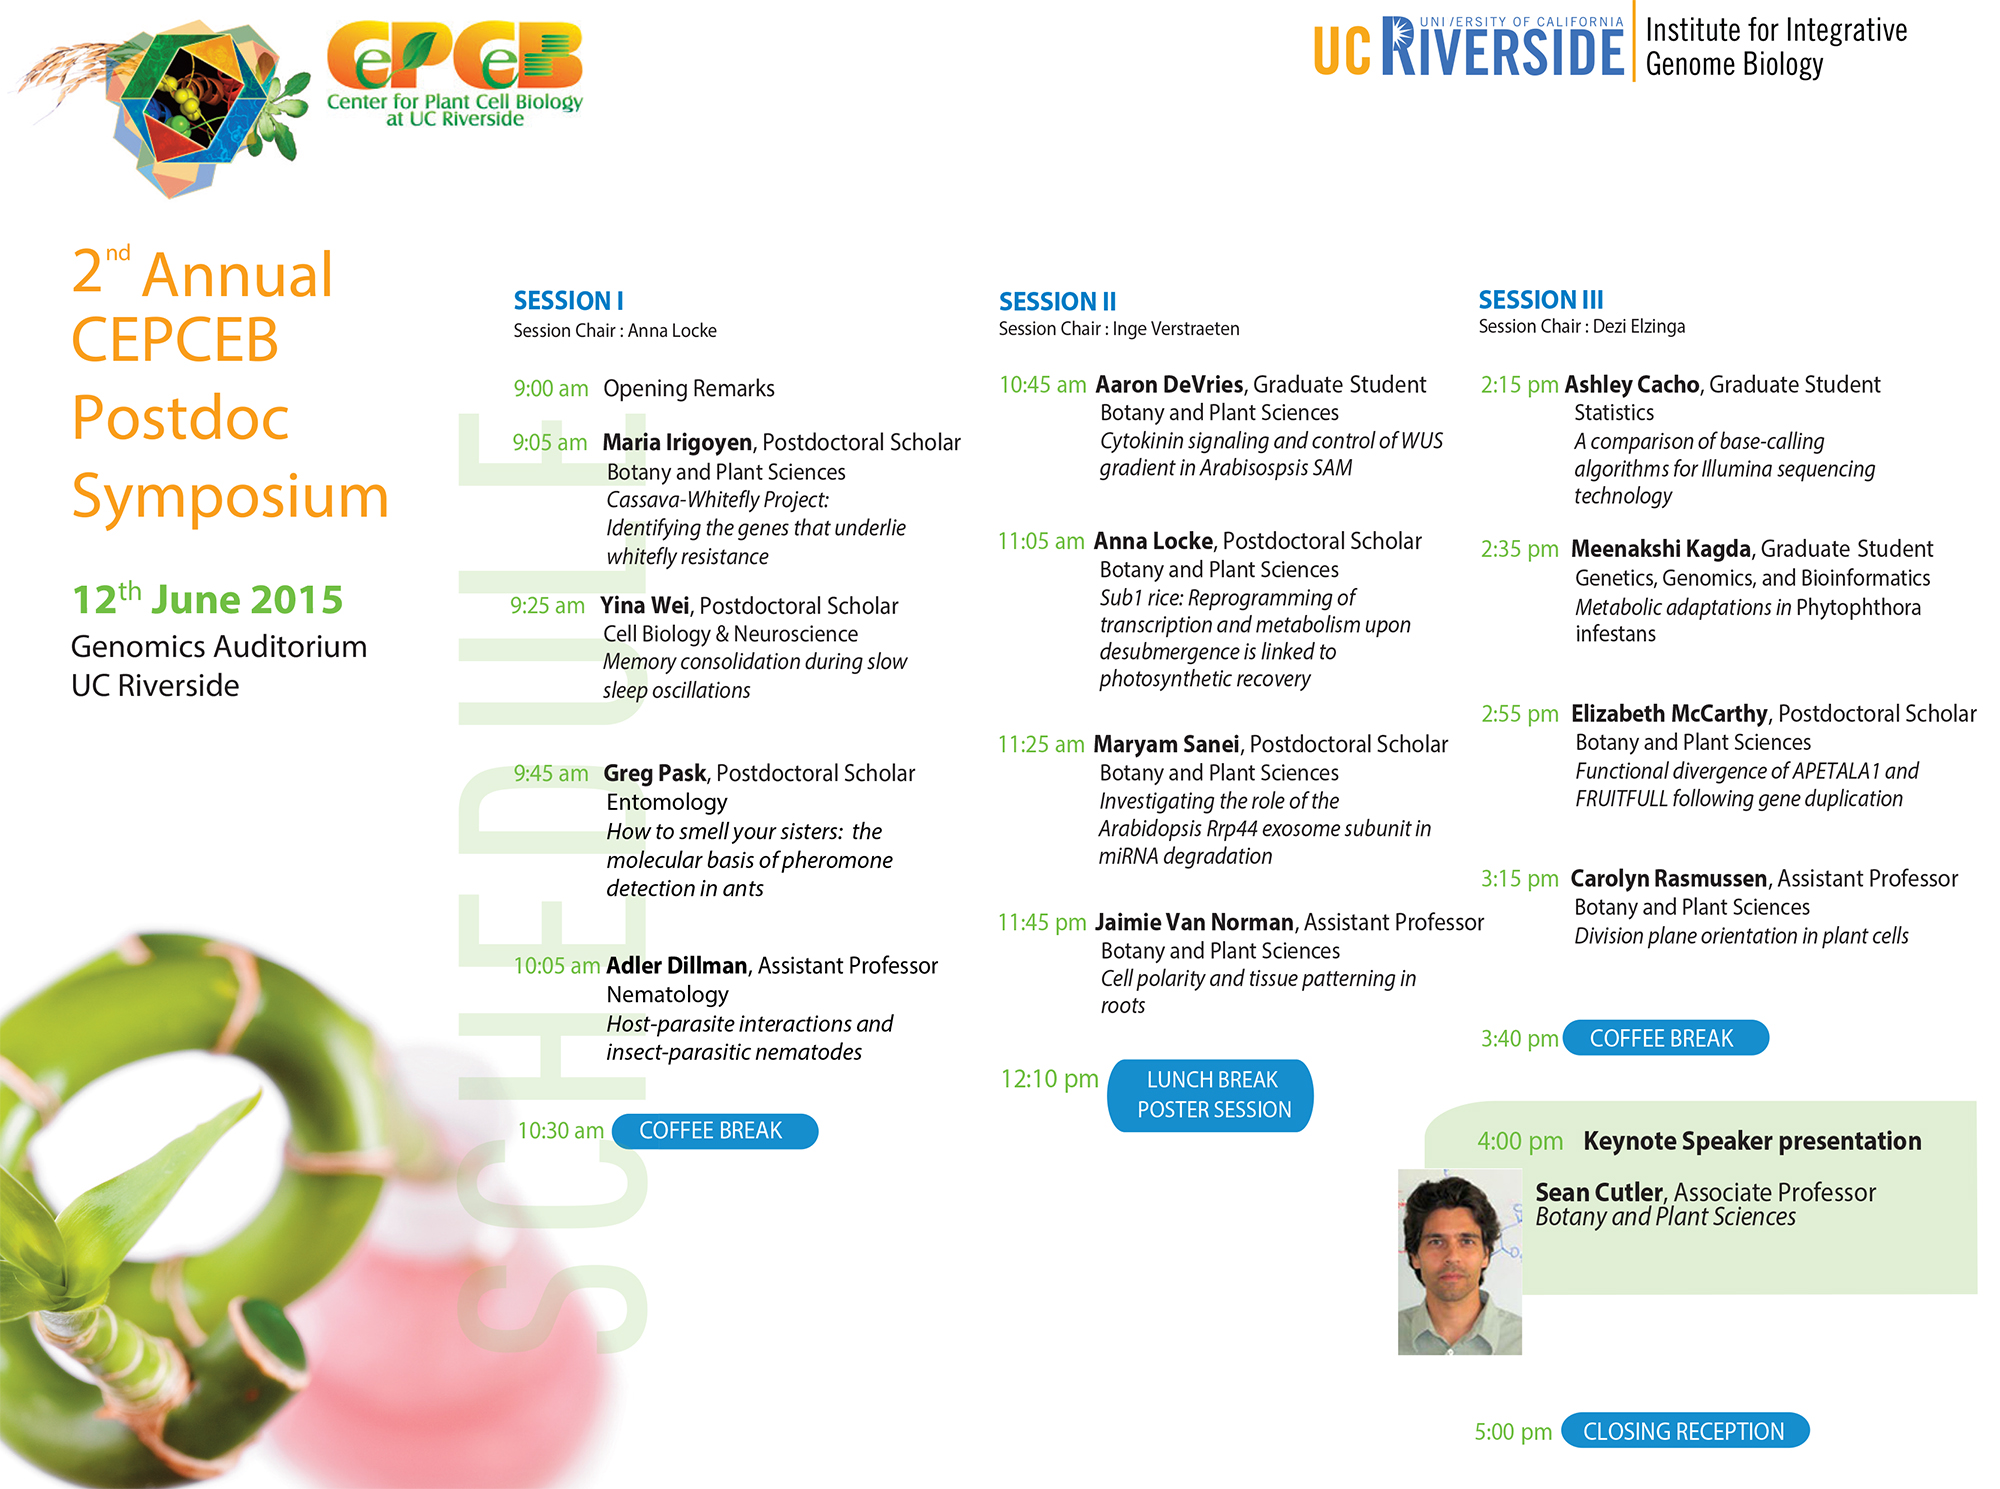 CEPCEB
Center for Plant Cell Biology
at UC Riverside
UC RIVERSIDE
UNI/ERSITY OF CALIFORNIA
Institute for Integrative
Genome Biology
2nd Annual
CEPCEB
Postdoc
Symposium
12th June 2015
Genomics Auditorium
UC Riverside
SCHEDULE
SESSION I
Session Chair : Anna Locke
9:00 am Opening Remarks
9:05 am Maria Irigoyen, Postdoctoral Scholar
Botany and Plant Sciences
Cassava-Whitefly Project:
Identifying the genes that underlie
whitefly resistance
9:25 am Yina Wei, Postdoctoral Scholar
Cell Biology & Neuroscience
Memory consolidation during slow
sleep oscillations
9:45 am Greg Pask, Postdoctoral Scholar
Entomology
How to smell your sisters: the
molecular basis of pheromone
detection in ants
10:05 am Adler Dillman, Assistant Professor
Nematology
Host-parasite interactions and
insect-parasitic nematodes
10:30 am COFFEE BREAK
SESSION II
Session Chair : Inge Verstraeten
10:45 am Aaron DeVries, Graduate Student
Botany and Plant Sciences
Cytokinin signaling and control of WUS
gradient in Arabisospsis SAM
11:05 am Anna Locke, Postdoctoral Scholar
Botany and Plant Sciences
Sub1 rice: Reprogramming of
transcription and metabolism upon
desubmergence is linked to
photosynthetic recovery
11:25 am Maryam Sanei, Postdoctoral Scholar
Botany and Plant Sciences
Investigating the role of the
Arabidopsis Rrp44 exosome subunit in
miRNA degradation
11:45 pm Jaimie Van Norman, Assistant Professor
Botany and Plant Sciences
Cell polarity and tissue patterning in
roots
12:10 pm LUNCH BREAK
POSTER SESSION
SESSION III
Session Chair : Dezi Elzinga
2:15 pm Ashley Cacho, Graduate Student
Statistics
A comparison of base-calling
algorithms for Illumina sequencing
technology
2:35 pm Meenakshi Kagda, Graduate Student
Genetics, Genomics, and Bioinformatics
Metabolic adaptations in Phytophthora
infestans
2:55 pm Elizabeth McCarthy, Postdoctoral Scholar
Botany and Plant Sciences
Functional divergence of APETALA1 and
FRUITFULL following gene duplication
3:15 pm Carolyn Rasmussen, Assistant Professor
Botany and Plant Sciences
Division plane orientation in plant cells
3:40 pm COFFEE BREAK
4:00 pm Keynote Speaker presentation
Sean Cutler, Associate Professor
Botany and Plant Sciences
5:00 pm CLOSING RECEPTION